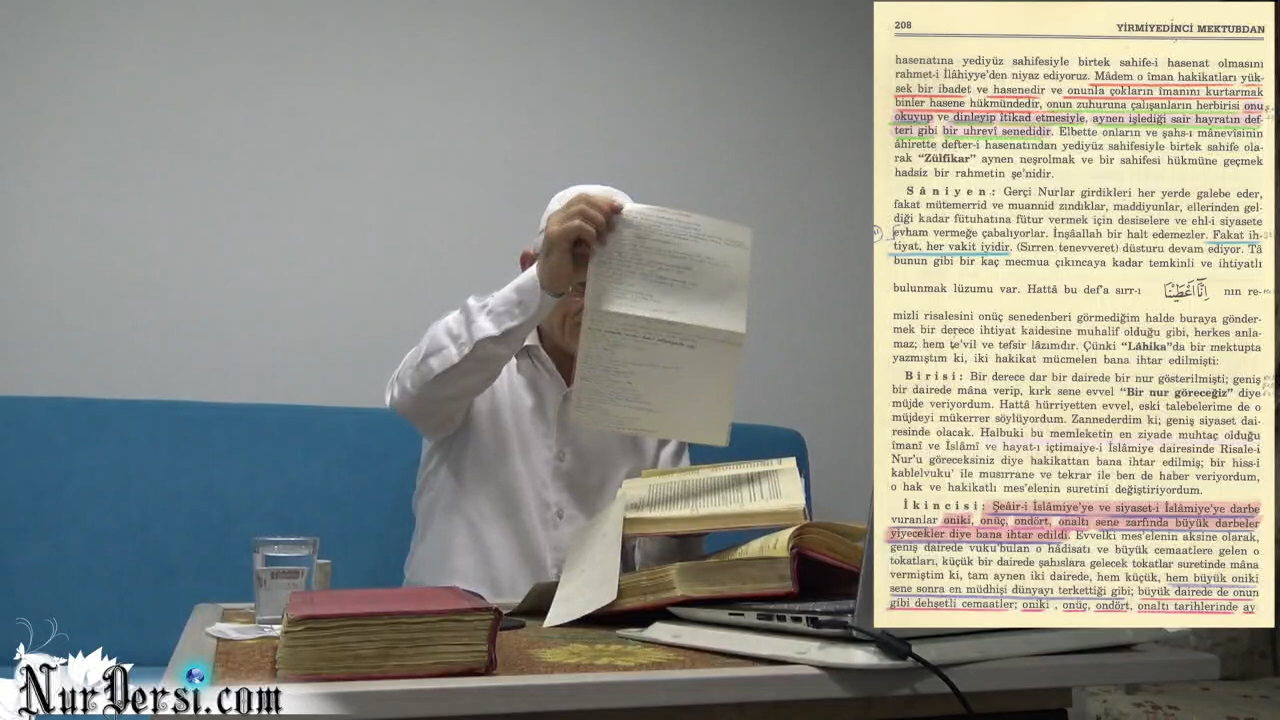 208
YİRMİYEDİNCİ MEKTUBDAN
hasenatına yediyüz sahifesiyle birtek sahife-i hasenat olmasını
rahmet-i İlâhiyye'den niyaz ediyoruz. Mâdem o îman hakikatları yük-
sek bir ibadet ve hasenedir ve onunla çokların îmanını kurtarmak
binler hasene hükmündedir, onun zuhuruna çalışanların herbirisi onu
okuyup ve dinleyip îtikad etmesiyle, aynen işlediği sair hayratın def-
teri gibi bir uhrevî senedidir. Elbette onların ve şahs-ı mânevîsinin
âhirette defter-i hasenatından yediyüz sahifesiyle birtek sahife ola-
rak "Zülfikar" aynen neşrolmak ve bir sahifesi hükmüne geçmek
hadsiz bir rahmetin şe'nidir.
Sâniyen: Gerçi Nurlar girdikleri her yerde galebe eder,
fakat mütemerrid ve muannid zındıklar, maddiyunlar, ellerinden gel-
diği kadar fütuhatına fütur vermek için desiselere ve ehl-i siyasete
evham vermeğe çabalıyorlar. İnşâallah bir halt edemezler. Fakat ih-
tiyat, her vakit iyidir. (Sırren tenevveret) düsturu devam ediyor. Tâ
bunun gibi bir kaç mecmua çıkıncaya kadar temkinli ve ihtiyatlı
bulunmak lüzumu var. Hattâ bu def'a sırr-ı اِنَّا اَعْطَيْنَا nın re-
mizli risalesini onüç senedenberi görmediğim halde buraya gönder-
mek bir derece ihtiyat kaidesine muhalif olduğu gibi, herkes anla-
maz; hem te'vil ve tefsir lâzımdır. Çünki "Lâhika"da bir mektupta
yazmıştım ki, iki hakikat mücmelen bana ihtar edilmişti:
Birisi: Bir derece dar bir dairede bir nur gösterilmişti; geniş
bir dairede mâna verip, kırk sene evvel "Bir nur göreceğiz" diye
müjde veriyordum. Hattâ hürriyetten evvel, eski talebelerime de o
müjdeyi mükerrer söylüyordum. Zannederdim ki; geniş siyaset dai-
resinde olacak. Halbuki bu memleketin en ziyade muhtaç olduğu
îmanî ve İslâmî ve hayat-ı içtimaiye-i İslâmiye dairesinde Risale-i
Nur'u göreceksiniz diye hakikattan bana ihtar edilmiş; bir hiss-i
kablelvuku' ile musırrane ve tekrar ile ben de haber veriyordum,
o hak ve hakikatlı mes'elenin suretini değiştiriyordum.
İkincisi: Şeâir-i İslâmiye'ye ve siyaset-i İslâmiye'ye darbe
vuranlar oniki, onüç, ondört, onaltı sene zarfında büyük darbeler
yiyecekler diye bana ihtar edildi. Evvelki mes'elenin aksine olarak,
geniş dairede vuku'bulan o hâdisatı ve büyük cemaatlere gelen o
tokatları, küçük bir dairede şahıslara gelecek tokatlar suretinde mâna
vermiştim ki, tam aynen iki dairede, hem küçük, hem büyük oniki
sene sonra en müdhişi dünyayı terkettiği gibi; büyük dairede de onun
gibi dehşetli cemaatler; oniki , onüç, ondört, onaltı tarihlerinde ay
NurDersi.com